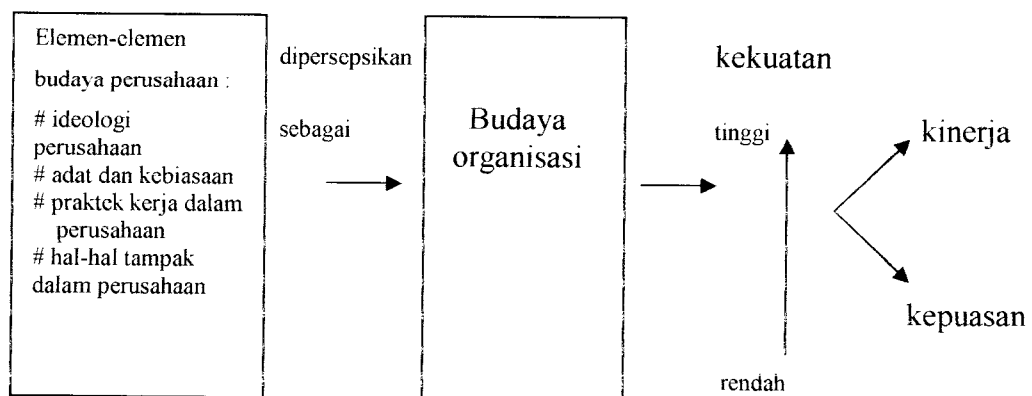 Elemen-elemen
budaya perusahaan :
# ideologi
perusahaan
# adat dan kebiasaan
# praktek kerja dalam
perusahaan
# hal-hal tampak
dalam perusahaan
dipersepsikan
sebagai
Budaya
organisasi
kekuatan
tinggi
rendah
kinerja
kepuasan